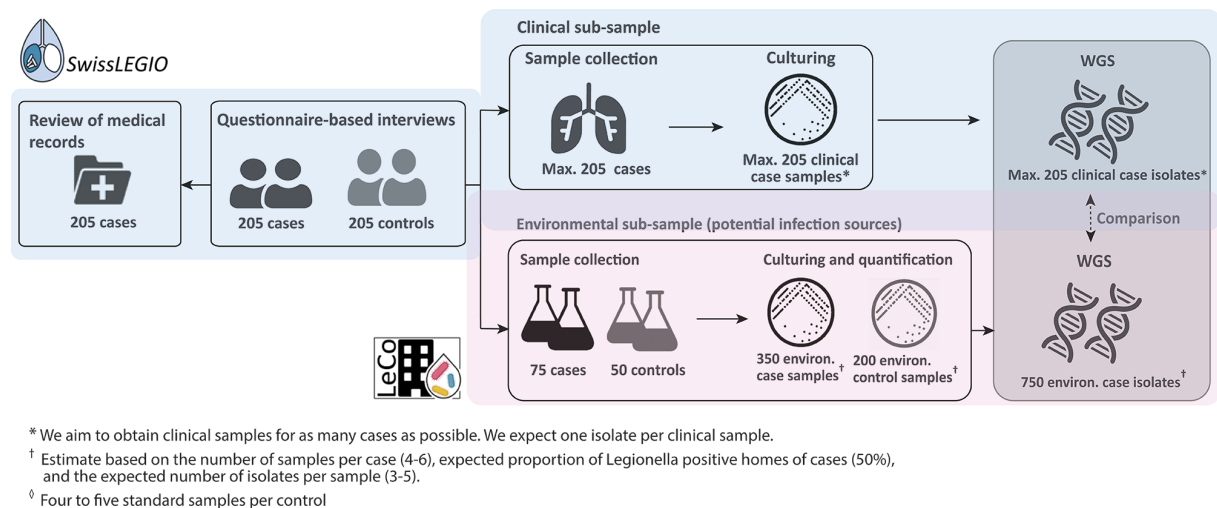 SwissLEGIO
Review of medical
records
205 cases
Questionnaire-based interviews
205 cases
205 controls
Clinical sub-sample
Sample collection
Max. 205 cases
Culturing
Max. 205 clinical
case samples*
WGS
Max. 205 clinical case isolates*
Comparison
Environmental sub-sample (potential infection sources)
Sample collection
75 cases
50 controls
Culturing and quantification
350 environ.
case samples†
200 environ.
control samples†
WGS
750 environ. case isolates†
LeCo
* We aim to obtain clinical samples for as many cases as possible. We expect one isolate per clinical sample.
† Estimate based on the number of samples per case (4-6), expected proportion of Legionella positive homes of cases (50%),
and the expected number of isolates per sample (3-5).
◊ Four to five standard samples per control